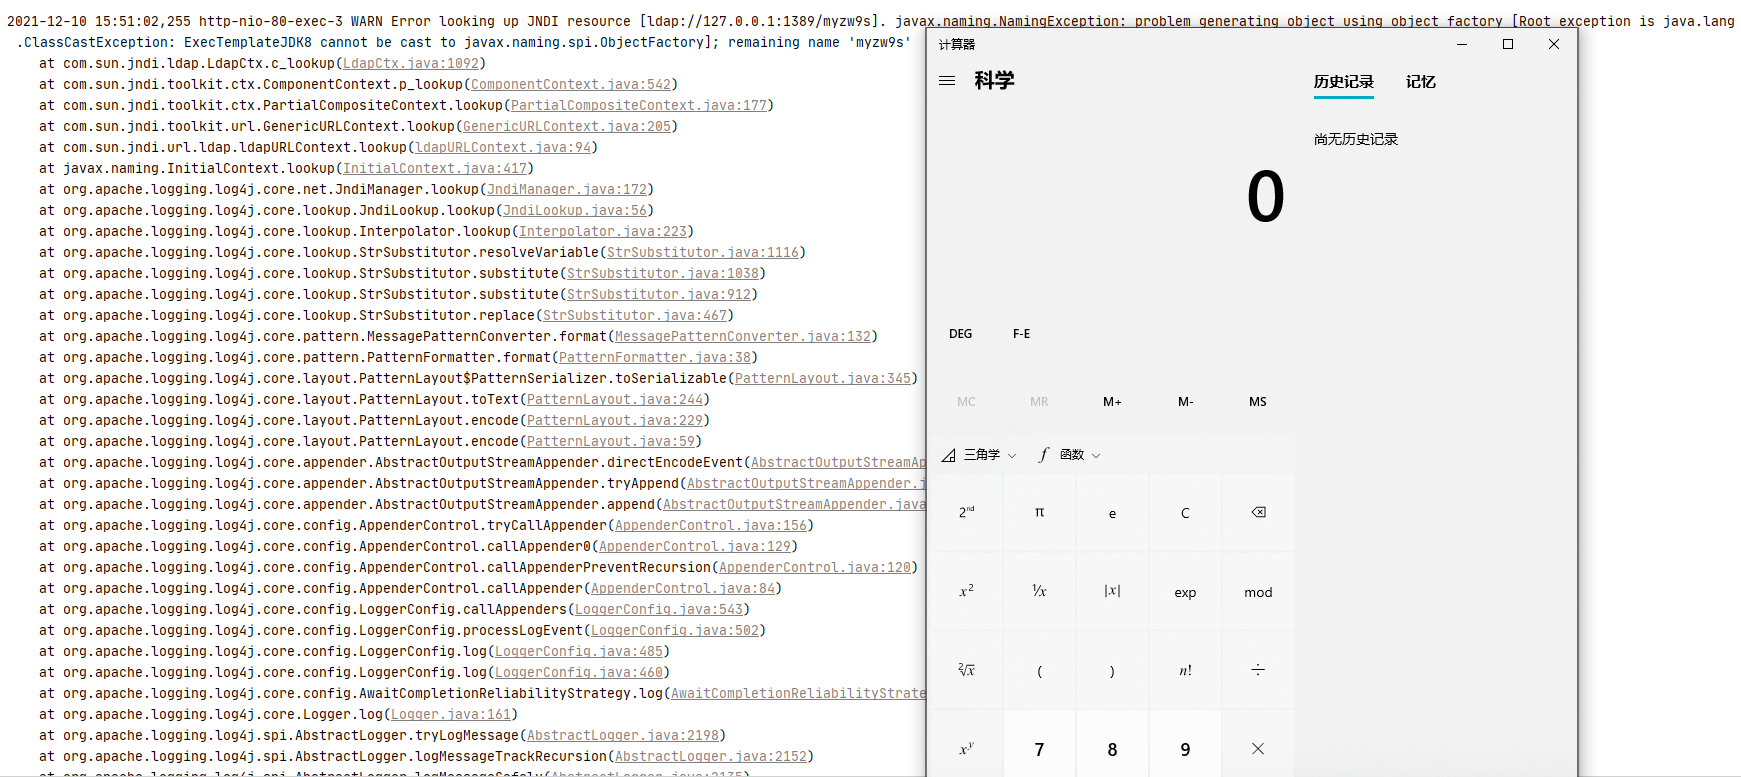 2021-12-10 15:51:02,255 http-nio-80-exec-3 WARN Error looking up JNDI resource [ldap://127.0.0.1:1389/myzw9s]. javax.naming.NamingException: problem generating object using object factory [Root exception is java.lang
.ClassCastException: ExecTemplateJDK8 cannot be cast to javax.naming.spi.ObjectFactory]; remaining name 'myzw9s'
at com.sun.jndi.ldap.LdapCtx.c_lookup(LdapCtx.java:1092)
at com.sun.jndi.toolkit.ctx.ComponentContext.p_lookup(ComponentContext.java:542)
at com.sun.jndi.toolkit.ctx.PartialCompositeContext.lookup(PartialCompositeContext.java:177)
at com.sun.jndi.toolkit.url.GenericURLContext.lookup(GenericURLContext.java:205)
at com.sun.jndi.url.ldap.ldapURLContext.lookup(ldapURLContext.java:94)
at javax.naming.InitialContext.lookup(InitialContext.java:417)
at org.apache.logging.log4j.core.net.JndiManager.lookup(JndiManager.java:172)
at org.apache.logging.log4j.core.lookup.JndiLookup.lookup(JndiLookup.java:56)
at org.apache.logging.log4j.core.lookup.Interpolator.lookup(Interpolator.java:223)
at org.apache.logging.log4j.core.lookup.StrSubstitutor.resolveVariable(StrSubstitutor.java:1116)
at org.apache.logging.log4j.core.lookup.StrSubstitutor.substitute(StrSubstitutor.java:1038)
at org.apache.logging.log4j.core.lookup.StrSubstitutor.substitute(StrSubstitutor.java:912)
at org.apache.logging.log4j.core.lookup.StrSubstitutor.replace(StrSubstitutor.java:467)
at org.apache.logging.log4j.core.pattern.MessagePatternConverter.format(MessagePatternConverter.java:132)
at org.apache.logging.log4j.core.pattern.PatternFormatter.format(PatternFormatter.java:38)
at org.apache.logging.log4j.core.layout.PatternLayout$PatternSerializer.toSerializable(PatternLayout.java:345)
at org.apache.logging.log4j.core.layout.PatternLayout.toText(PatternLayout.java:244)
at org.apache.logging.log4j.core.layout.PatternLayout.encode(PatternLayout.java:229)
at org.apache.logging.log4j.core.layout.PatternLayout.encode(PatternLayout.java:59)
at org.apache.logging.log4j.core.appender.AbstractOutputStreamAppender.directEncodeEvent(AbstractOutputStreamAp
at org.apache.logging.log4j.core.appender.AbstractOutputStreamAppender.tryAppend(AbstractOutputStreamAppender.j
at org.apache.logging.log4j.core.appender.AbstractOutputStreamAppender.append(AbstractOutputStreamAppender.java
at org.apache.logging.log4j.core.config.AppenderControl.tryCallAppender(AppenderControl.java:156)
at org.apache.logging.log4j.core.config.AppenderControl.callAppender0(AppenderControl.java:129)
at org.apache.logging.log4j.core.config.AppenderControl.callAppenderPreventRecursion(AppenderControl.java:120)
at org.apache.logging.log4j.core.config.AppenderControl.callAppender(AppenderControl.java:84)
at org.apache.logging.log4j.core.config.LoggerConfig.callAppenders(LoggerConfig.java:543)
at org.apache.logging.log4j.core.config.LoggerConfig.processLogEvent(LoggerConfig.java:502)
at org.apache.logging.log4j.core.config.LoggerConfig.log(LoggerConfig.java:485)
at org.apache.logging.log4j.core.config.LoggerConfig.log(LoggerConfig.java:460)
at org.apache.logging.log4j.core.config.AwaitCompletionReliabilityStrategy.log(AwaitCompletionReliabilityStrate
at org.apache.logging.log4j.core.Logger.log(Logger.java:161)
at org.apache.logging.log4j.spi.AbstractLogger.tryLogMessage(AbstractLogger.java:2198)
at org.apache.logging.log4j.spi.AbstractLogger.logMessageTrackRecursion(AbstractLogger.java:2152)
at org.apache.logging.log4j.spi.AbstractLogger.logMessageSafely(AbstractLogger.java:2135)
计算器
科学
历史记录 记忆
尚无历史记录
0
DEG F-E
MC MR M+ M- MS
三角学 f 函数
2nd π e C
x² ¹/x |x| exp mod
²√x ( ) n! ÷
xʸ 7 8 9 ×